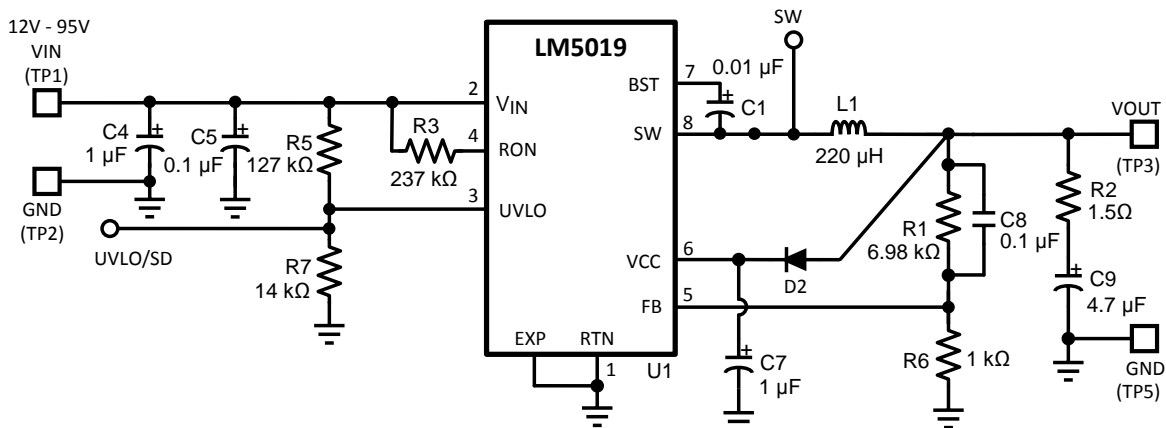 12V - 95V
VIN
(TP1)
GND
(TP2)
UVLO/SD
C4
1 µF
C5
0.1 µF
R5
127 kΩ
R7
14 kΩ
R3
237 kΩ
2
4
3
LM5019
VIN
RON
UVLO
EXP
RTN
1
U1
BST
SW
VCC
FB
7
8
6
5
0.01 µF
+
C1
SW
L1
220 µH
D2
+
C7
1 µF
R1
6.98 kΩ
C8
0.1 µF
R6
1 kΩ
R2
1.5Ω
+
C9
4.7 µF
VOUT
(TP3)
GND
(TP5)
+
+